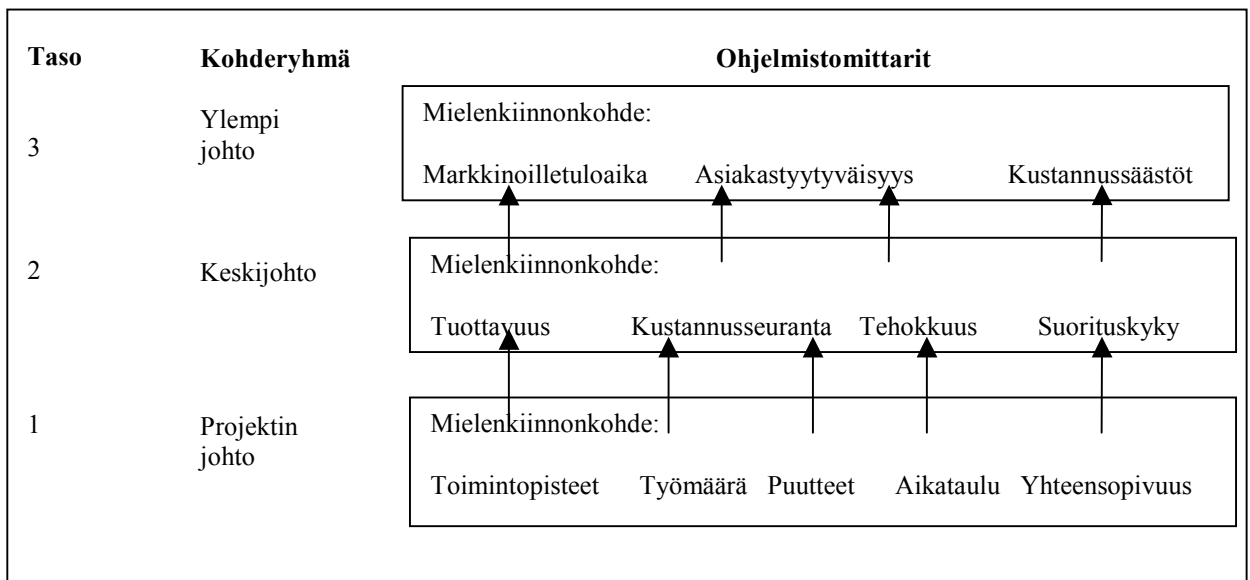 Taso Kohderyhmä Ohjelmistomittarit
3 Ylempi johto
Mielenkiinnonkohde:
Markkinoilletuloaika Asiakastyytyväisyys Kustannussäästöt
2 Keskijohto
Mielenkiinnonkohde:
Tuottavuus Kustannusseuranta Tehokkuus Suorituskyky
1 Projektin johto
Mielenkiinnonkohde:
Toimintopisteet Työmäärä Puutteet Aikataulu Yhteensopivuus